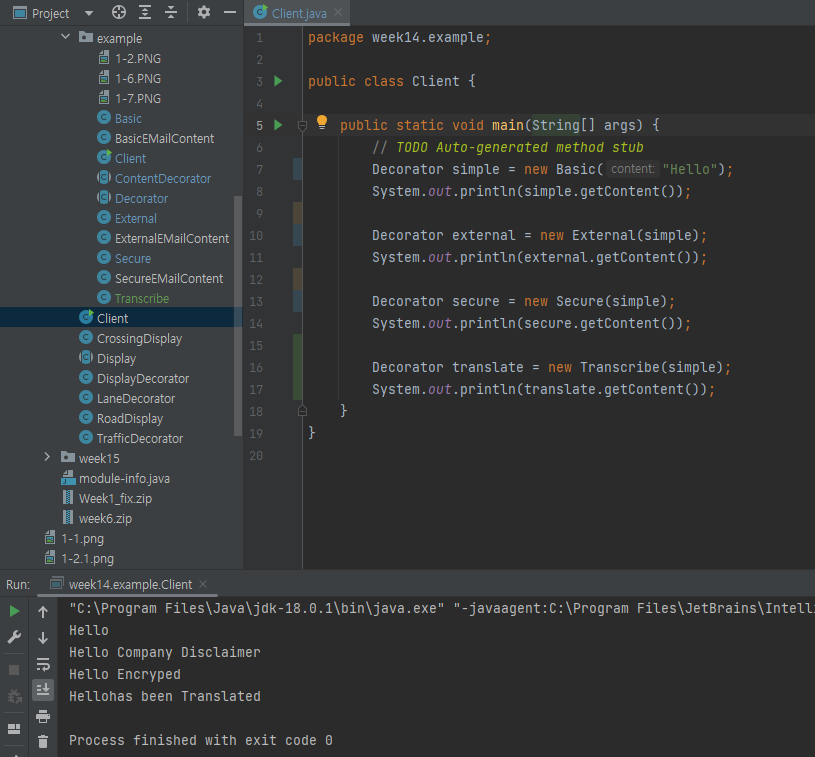 Project
Client.java
example
1-2.PNG
1-6.PNG
1-7.PNG
Basic
BasicEMailContent
Client
ContentDecorator
Decorator
External
ExternalEMailContent
Secure
SecureEMailContent
Transcribe
Client
CrossingDisplay
Display
DisplayDecorator
LaneDecorator
RoadDisplay
TrafficDecorator
week15
module-info.java
Week1_fix.zip
week6.zip
1-1.png
1-2.1.png
1 package week14.example;
2
3 public class Client {
4
5 public static void main(String[] args) {
6 // TODO Auto-generated method stub
7 Decorator simple = new Basic( content: "Hello");
8 System.out.println(simple.getContent());
9
10 Decorator external = new External(simple);
11 System.out.println(external.getContent());
12
13 Decorator secure = new Secure(simple);
14 System.out.println(secure.getContent());
15
16 Decorator translate = new Transcribe(simple);
17 System.out.println(translate.getContent());
18 }
19 }
20
Run: week14.example.Client
"C:\Program Files\Java\jdk-18.0.1\bin\java.exe" "-javaagent:C:\Program Files\JetBrains\Intelli
Hello
Hello Company Disclaimer
Hello Encryped
Hellohas been Translated
Process finished with exit code 0